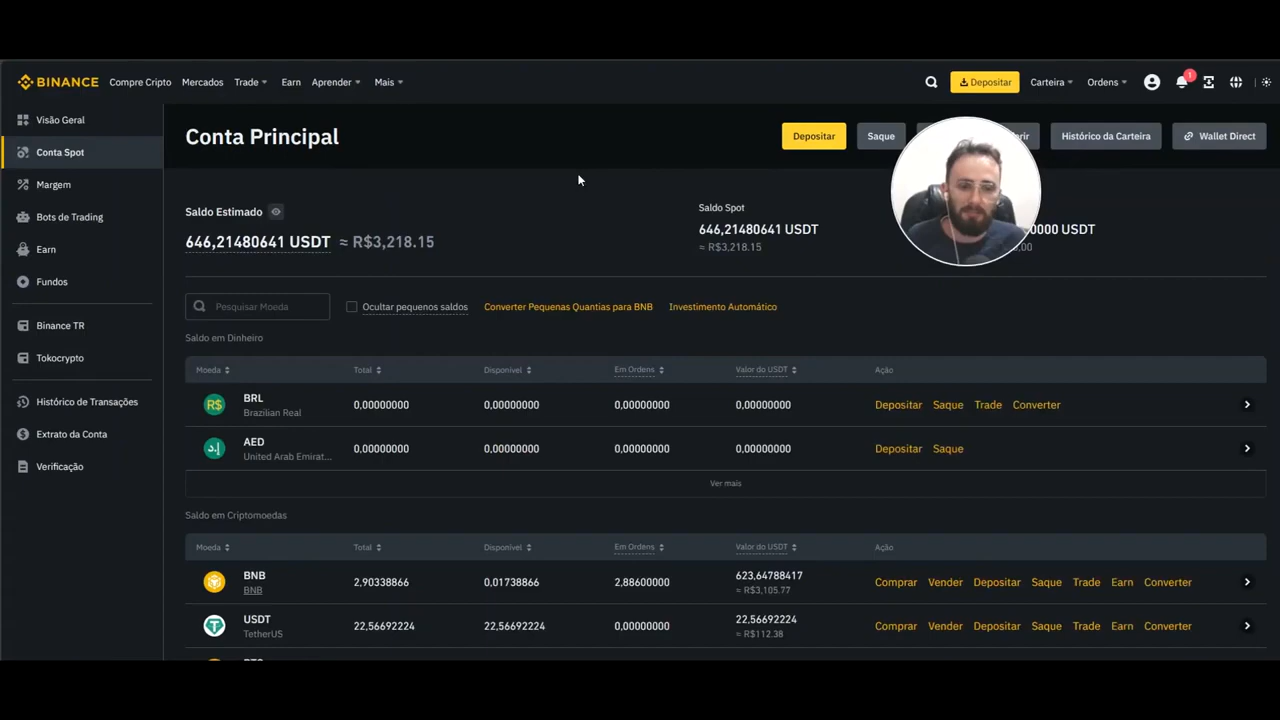 BINANCE Compre Cripto Mercados Trade Earn Aprender Mais Depositar Carteira Ordens 1
Visão Geral
Conta Spot
Margem
Bots de Trading
Earn
Fundos
Binance TR
Tokocrypto
Histórico de Transações
Extrato da Conta
Verificação
Conta Principal
Depositar Saque Histórico da Carteira Wallet Direct
Saldo Estimado
646,21480641 USDT ≈ R$3,218.15
Saldo Spot
646,21480641 USDT
≈ R$3,218.15
0000 USDT
Pesquisar Moeda Ocultar pequenos saldos Converter Pequenas Quantias para BNB Investimento Automático
Saldo em Dinheiro
Moeda Total Disponível Em Ordens Valor do USDT Ação
R$ BRL 0,00000000 0,00000000 0,00000000 0,00000000 Depositar Saque Trade Converter
Brazilian Real
AED 0,00000000 0,00000000 0,00000000 0,00000000 Depositar Saque
United Arab Emirat...
Ver mais
Saldo em Criptomoedas
Moeda Total Disponível Em Ordens Valor do USDT Ação
BNB 2,90338866 0,01738866 2,88600000 623,64788417 Comprar Vender Depositar Saque Trade Earn Converter
BNB ≈ R$3,105.77
USDT 22,56692224 22,56692224 0,00000000 22,56692224 Comprar Vender Depositar Saque Trade Earn Converter
TetherUS ≈ R$112.38